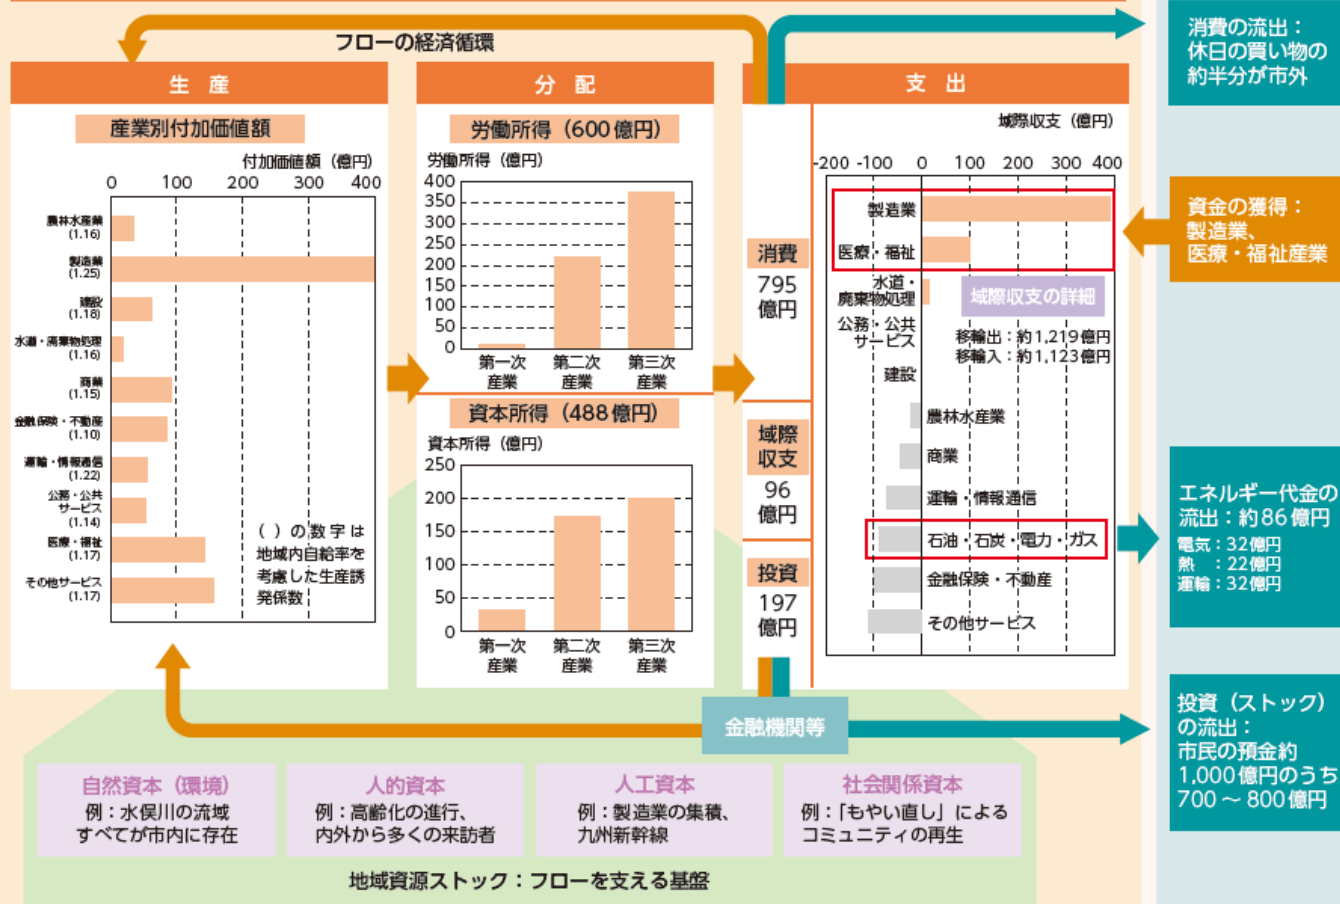 フローの経済循環
生 産
産業別付加価値額
付加価値額（億円）
0 100 200 300 400
農林水産業
(1.16)
製造業
(1.25)
建設
(1.18)
水道・廃棄物処理
(1.16)
商業
(1.15)
金融保険・不動産
(1.10)
運輸・情報通信
(1.22)
公務・公共
サービス
(1.14)
医療・福祉
(1.17)
その他サービス
(1.17)
（ ）の数字は
地域内自給率を
考慮した生産誘
発係数
分 配
労働所得（600億円）
労働所得（億円）
400
350
300
250
200
150
100
50
0
第一次
産業
第二次
産業
第三次
産業
資本所得（488億円）
資本所得（億円）
250
200
150
100
50
0
第一次
産業
第二次
産業
第三次
産業
支 出
消費
795
億円
域際
収支
96
億円
投資
197
億円
域際収支（億円）
-200 -100 0 100 200 300 400
製造業
医療・福祉
水道・
廃棄物処理
公務・公共
サービス
建設
農林水産業
商業
運輸・情報通信
石油・石炭・電力・ガス
金融保険・不動産
その他サービス
域際収支の詳細
移輸出：約1,219億円
移輸入：約1,123億円
消費の流出：
休日の買い物の
約半分が市外
資金の獲得：
製造業、
医療・福祉産業
エネルギー代金の
流出：約86億円
電気：32億円
熱　：22億円
運輸：32億円
投資（ストック）
の流出：
市民の預金約
1,000億円のうち
700～800億円
金融機関等
自然資本（環境）
例：水俣川の流域
すべてが市内に存在
人的資本
例：高齢化の進行、
内外から多くの来訪者
人工資本
例：製造業の集積、
九州新幹線
社会関係資本
例：「もやい直し」による
コミュニティの再生
地域資源ストック：フローを支える基盤